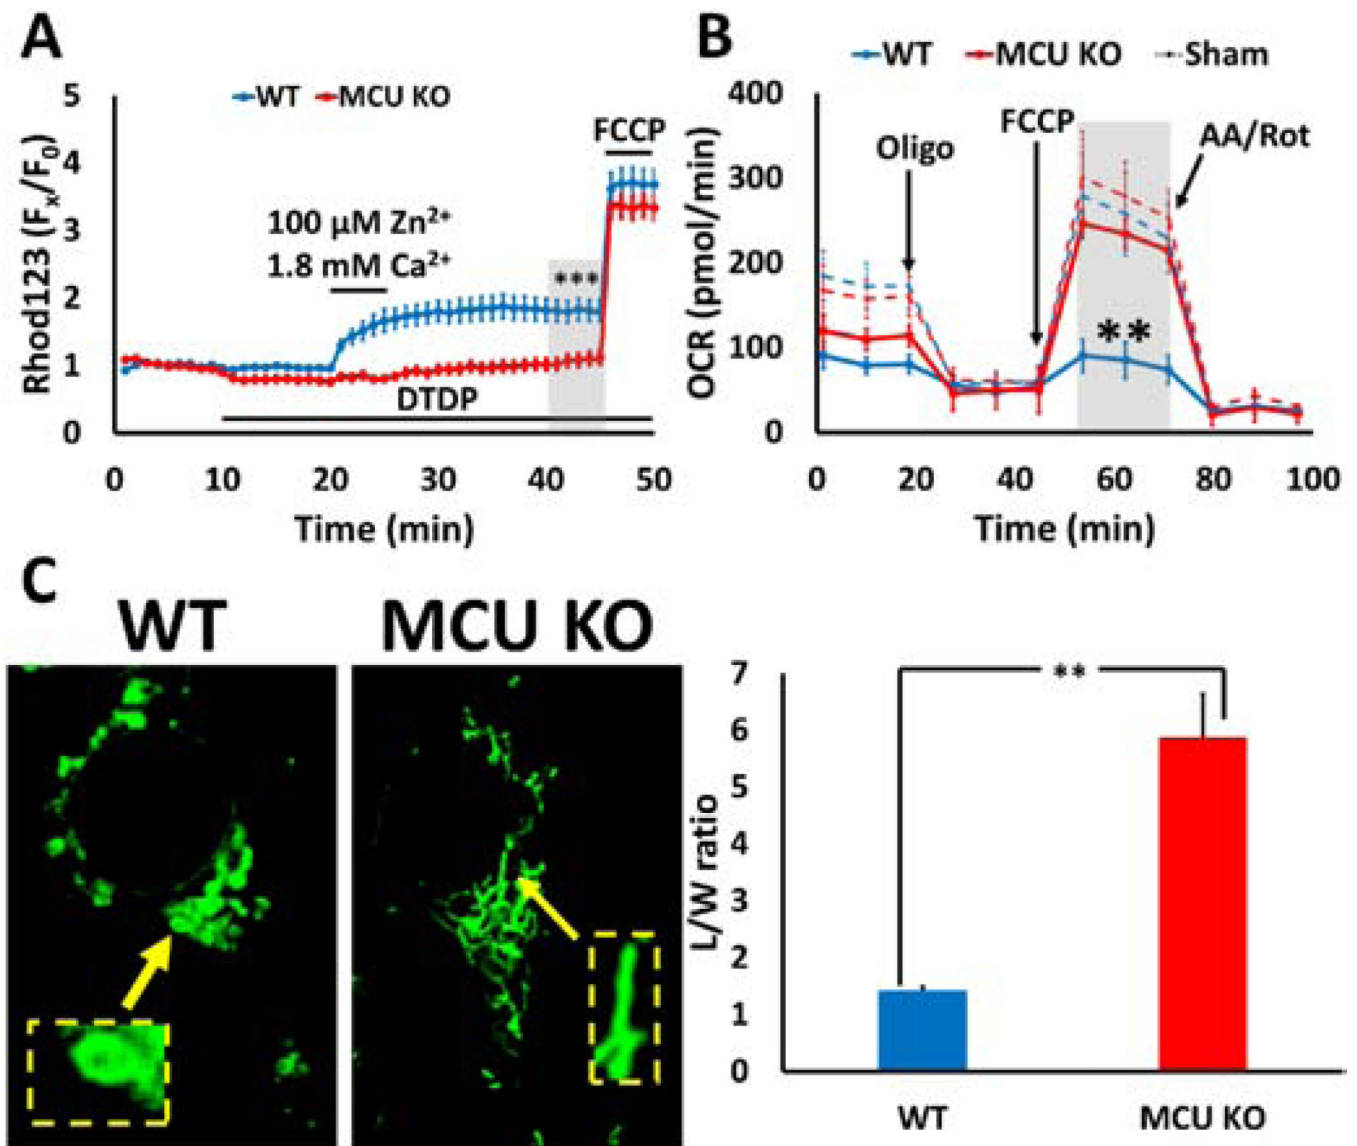 A
WT MCU KO
5
4
3
2
1
0
Rhod123 (Fₓ/F₀)
FCCP
100 µM Zn²⁺
1.8 mM Ca²⁺
***
DTDP
0 10 20 30 40 50
Time (min)
B
WT MCU KO Sham
400
300
200
100
0
OCR (pmol/min)
Oligo
FCCP
AA/Rot
**
0 20 40 60 80 100
Time (min)
C
WT
MCU KO
7
6
5
4
3
2
1
0
L/W ratio
**
WT MCU KO